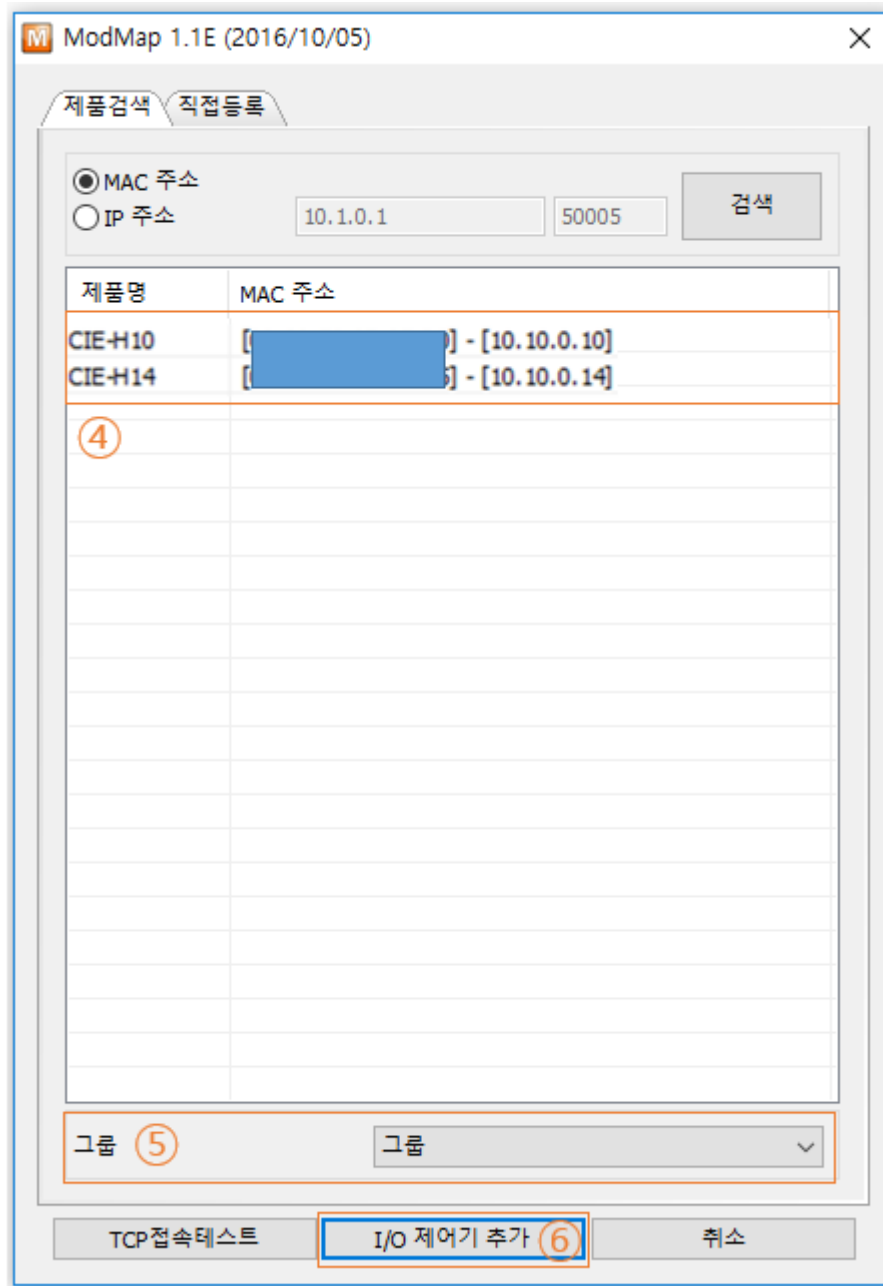 ModMap 1.1E (2016/10/05)
제품검색 직접등록
MAC 주소
IP 주소 10.1.0.1 50005 검색
제품명 MAC 주소
CIE-H10 [ ] - [10.10.0.10]
CIE-H14 [ ] - [10.10.0.14]
④
그룹 ⑤ 그룹
TCP접속테스트 I/O 제어기 추가 ⑥ 취소